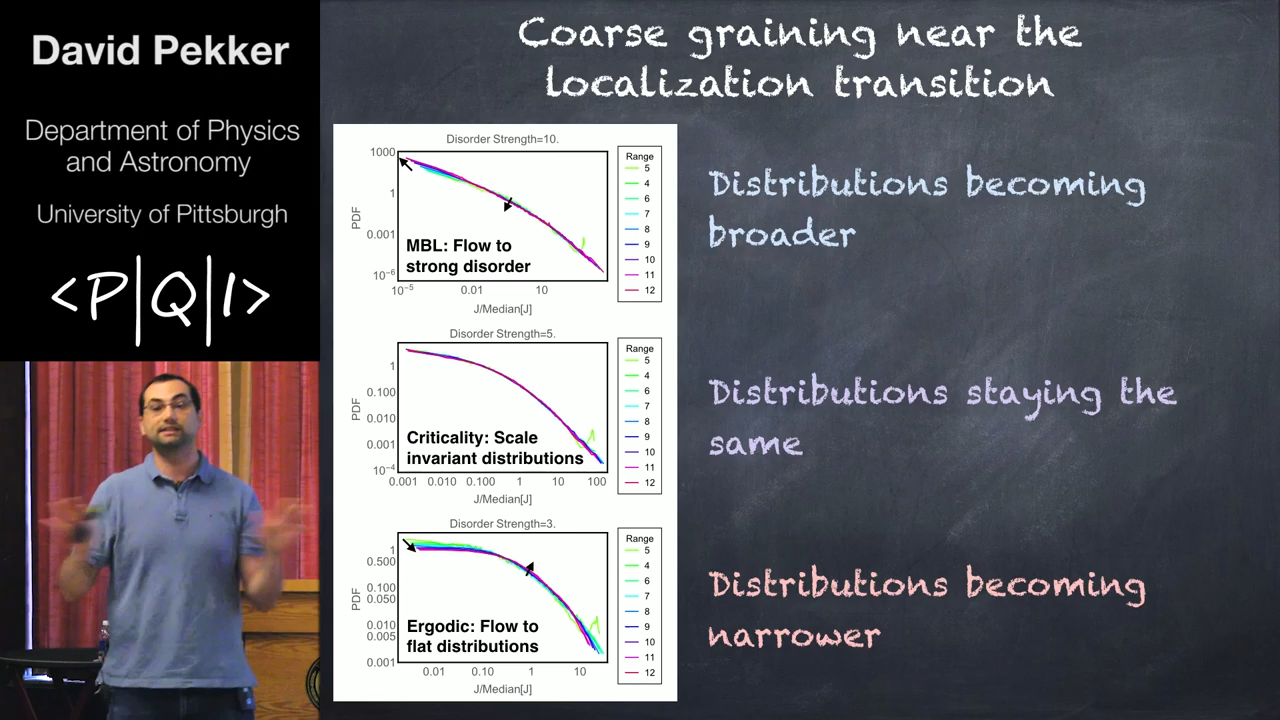 David Pekker
Department of Physics
and Astronomy
University of Pittsburgh
<P|Q|I>
Coarse graining near the
localization transition
Disorder Strength=10.
1000
1
0.001
10⁻⁶
PDF
MBL: Flow to
strong disorder
10⁻⁵ 0.01 10
J/Median[J]
Range
5
4
6
7
8
9
10
11
12
Distributions becoming
broader
Disorder Strength=5.
1
0.100
0.010
0.001
10⁻⁴
PDF
Criticality: Scale
invariant distributions
0.001 0.010 0.100 1 10 100
J/Median[J]
Range
5
4
6
7
8
9
10
11
12
Distributions staying the
same
Disorder Strength=3.
1
0.500
0.100
0.050
0.010
0.005
0.001
PDF
Ergodic: Flow to
flat distributions
0.01 0.10 1 10
J/Median[J]
Range
5
4
6
7
8
9
10
11
12
Distributions becoming
narrower